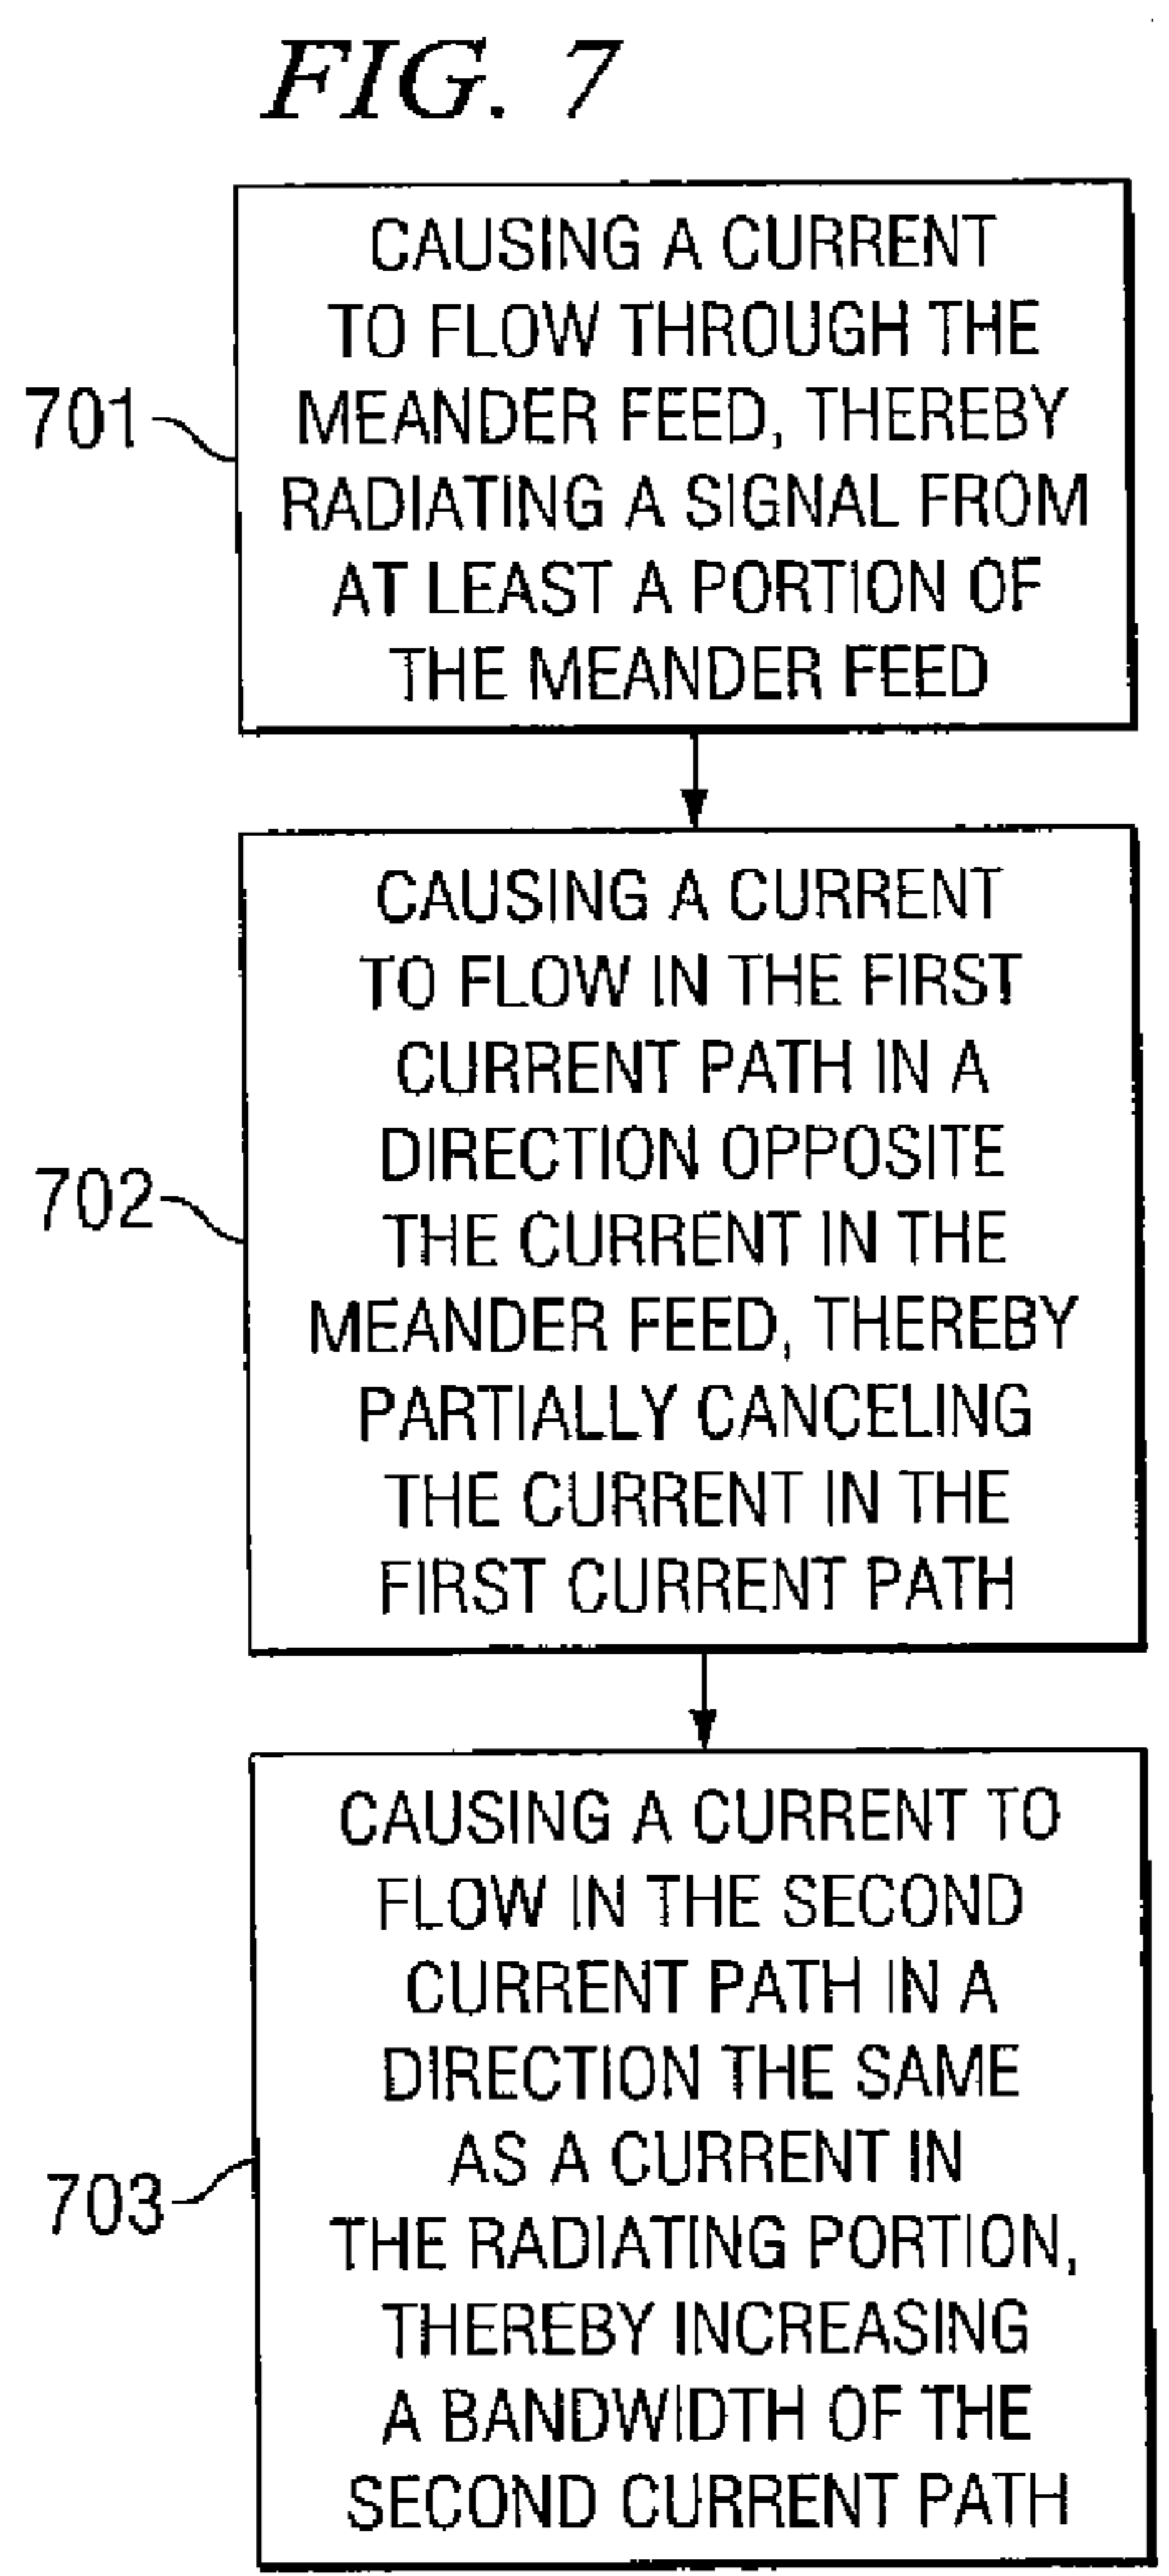 FIG. 7
701
CAUSING A CURRENT
TO FLOW THROUGH THE
MEANDER FEED, THEREBY
RADIATING A SIGNAL FROM
AT LEAST A PORTION OF
THE MEANDER FEED
702
CAUSING A CURRENT
TO FLOW IN THE FIRST
CURRENT PATH IN A
DIRECTION OPPOSITE
THE CURRENT IN THE
MEANDER FEED, THEREBY
PARTIALLY CANCELING
THE CURRENT IN THE
FIRST CURRENT PATH
703
CAUSING A CURRENT TO
FLOW IN THE SECOND
CURRENT PATH IN A
DIRECTION THE SAME
AS A CURRENT IN
THE RADIATING PORTION,
THEREBY INCREASING
A BANDWIDTH OF THE
SECOND CURRENT PATH